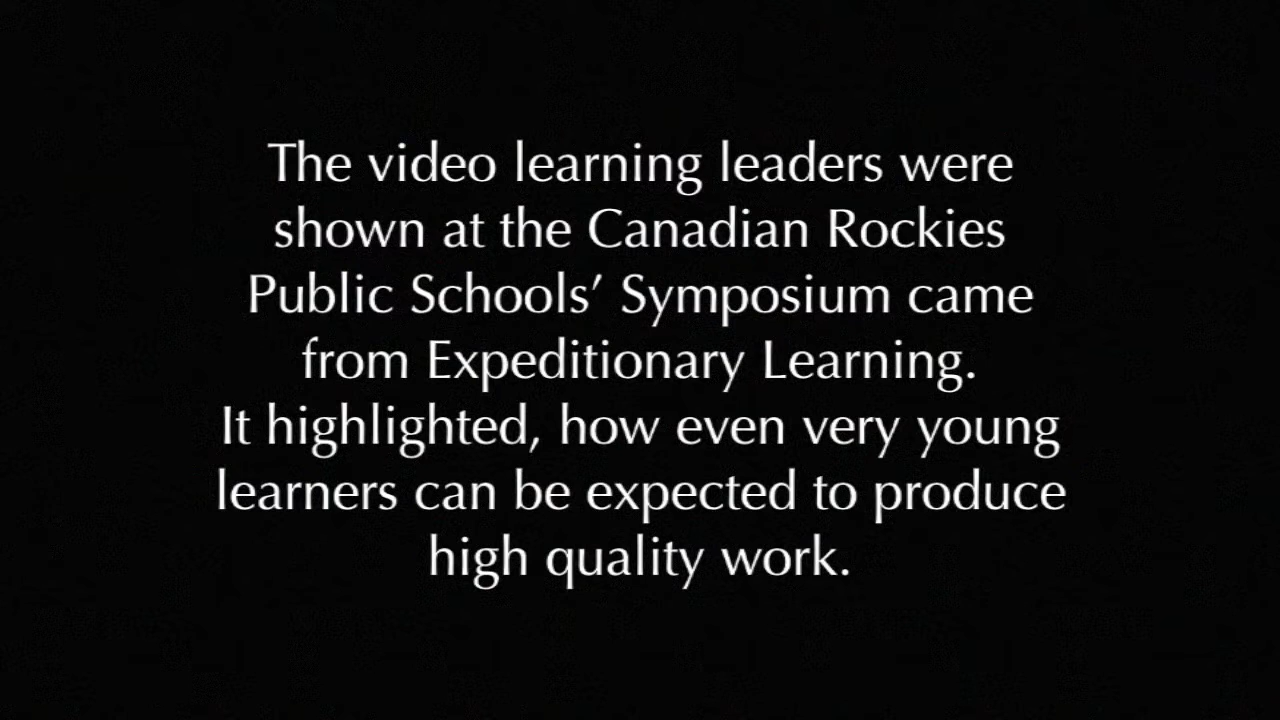 The video learning leaders were
shown at the Canadian Rockies
Public Schools’ Symposium came
from Expeditionary Learning.
It highlighted, how even very young
learners can be expected to produce
high quality work.